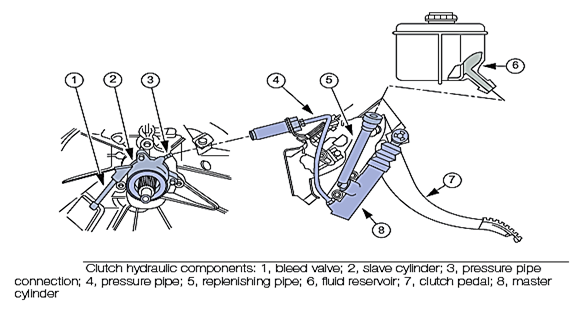 1
2
3
4
5
6
7
8
Clutch hydraulic components: 1, bleed valve; 2, slave cylinder; 3, pressure pipe
connection; 4, pressure pipe; 5, replenishing pipe; 6, fluid reservoir; 7, clutch pedal; 8, master
cylinder